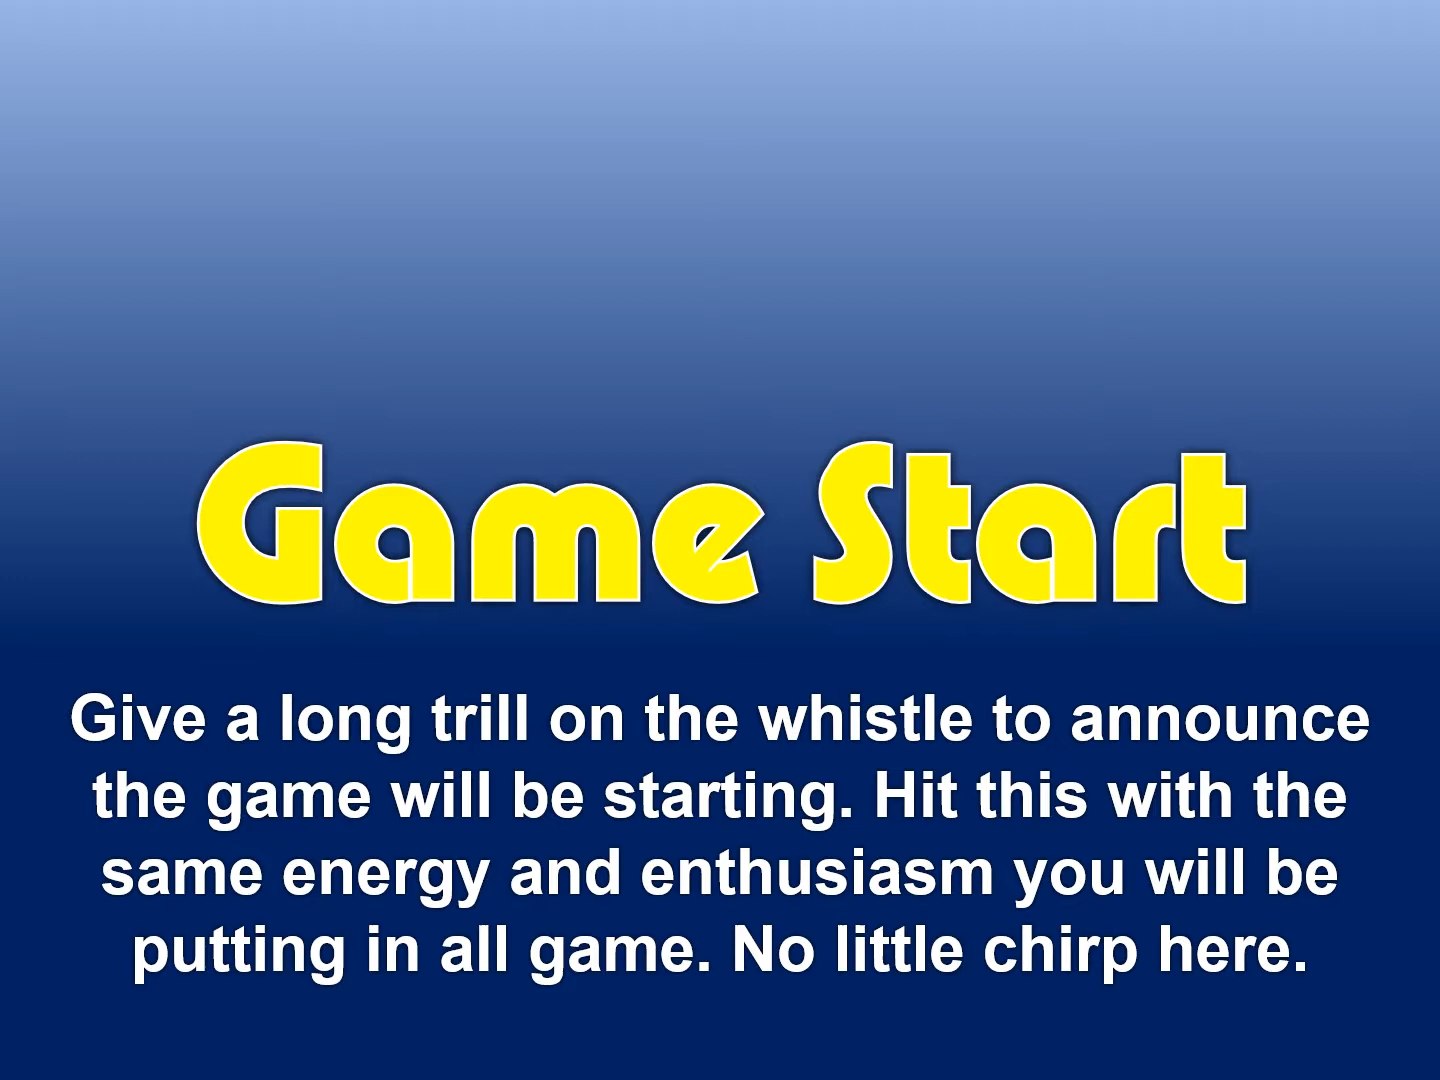 Game Start
Give a long trill on the whistle to announce
the game will be starting. Hit this with the
same energy and enthusiasm you will be
putting in all game. No little chirp here.